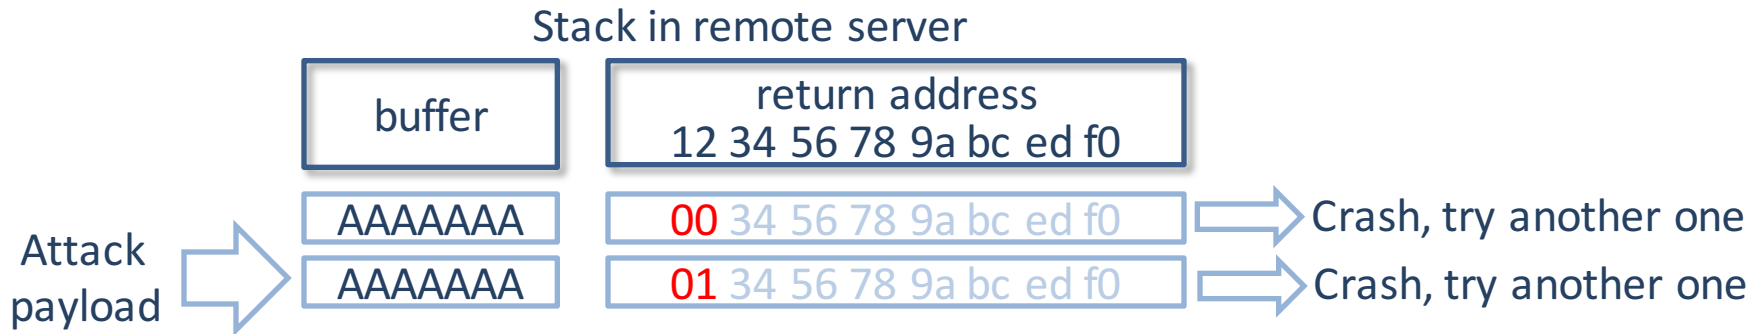 Stack in remote server
buffer
return address
12 34 56 78 9a bc ed f0
Attack
payload
AAAAAAA
00 34 56 78 9a bc ed f0
Crash, try another one
AAAAAAA
01 34 56 78 9a bc ed f0
Crash, try another one